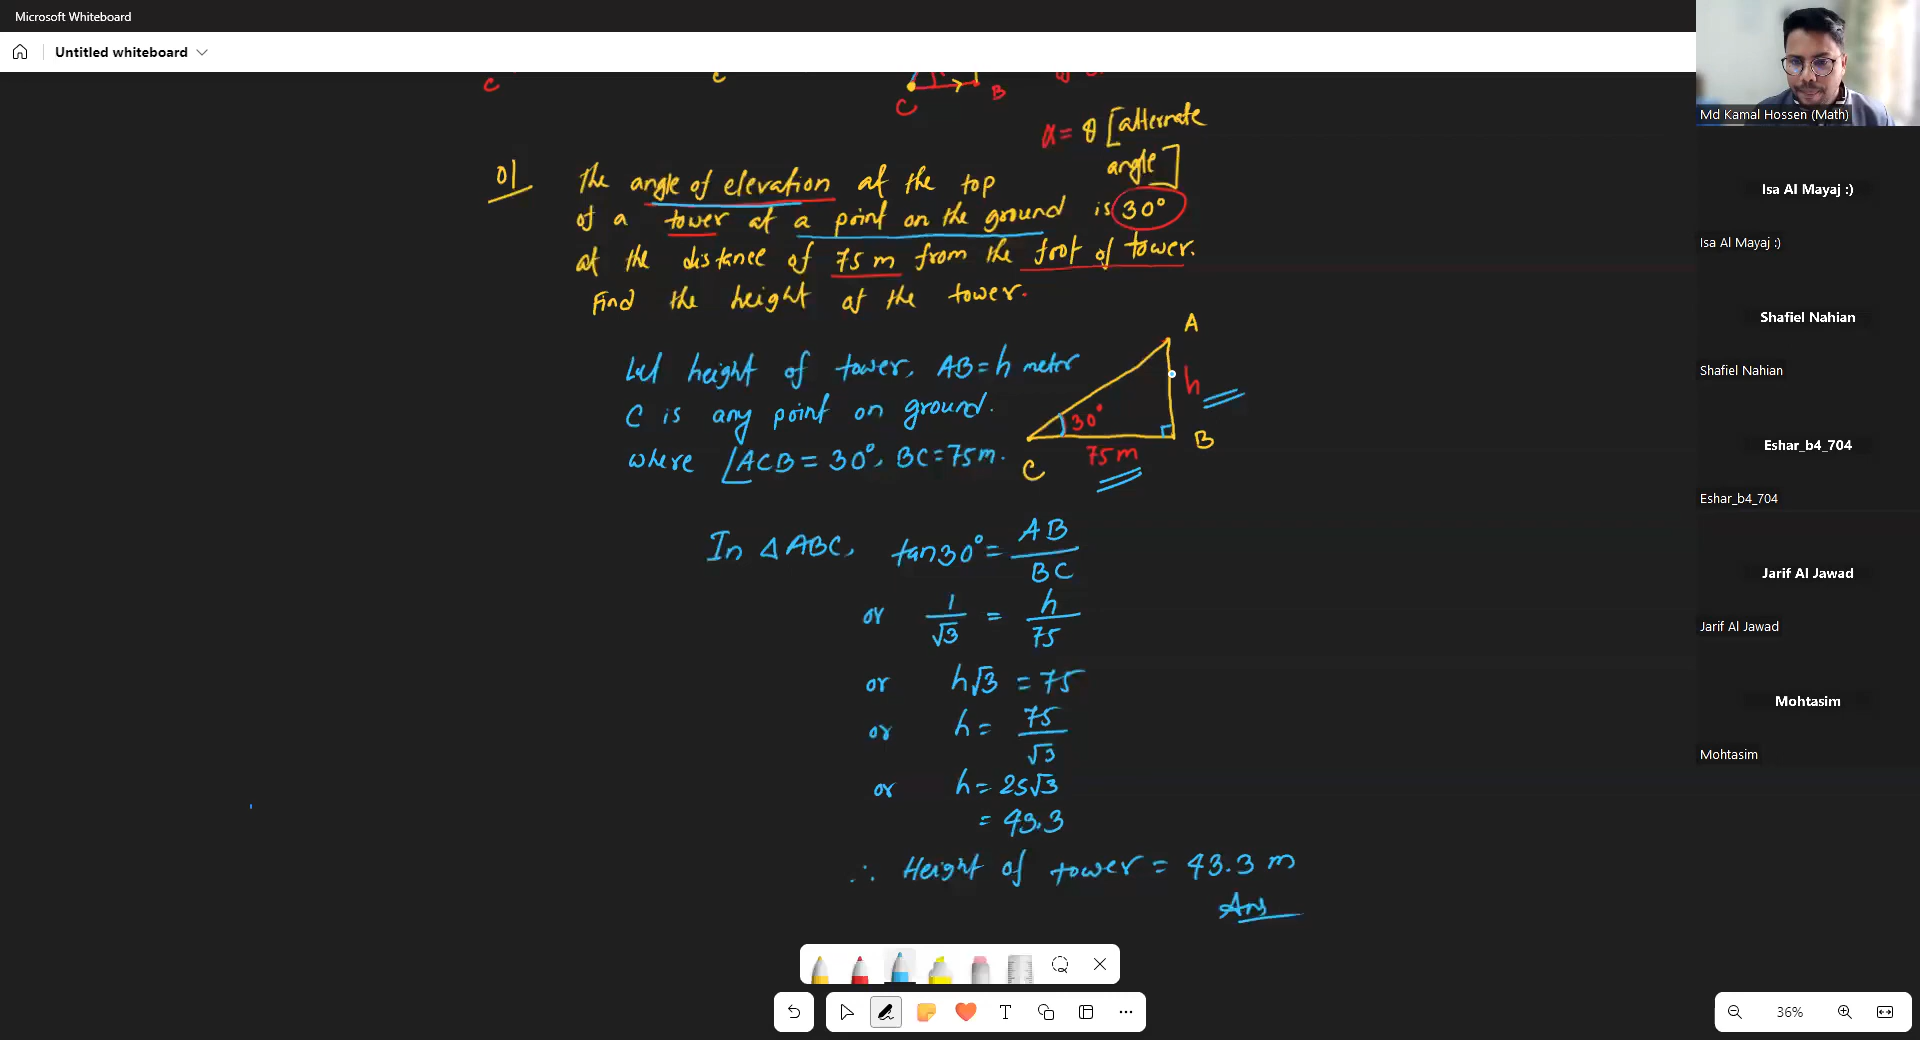 Microsoft Whiteboard
Untitled whiteboard
C
C
C
B
α = θ [alternate
angle]
01
The angle of elevation at the top
of a tower at a point on the ground is 30°
at the distance of 75 m from the foot of tower.
Find the height of the tower.
Let height of tower, AB = h meter
C is any point on ground.
where ∠ACB = 30°, BC = 75 m.
A
h
30°
B
75 m
C
In △ABC, tan30° = AB/BC
or 1/√3 = h/75
or h√3 = 75
or h = 75/√3
or h = 25√3
= 43.3
∴ Height of tower = 43.3 m
Ans
Md Kamal Hossen (Math)
Isa Al Mayaj :)
Isa Al Mayaj :)
Shafiel Nahian
Shafiel Nahian
Eshar_b4_704
Eshar_b4_704
Jarif Al Jawad
Jarif Al Jawad
Mohtasim
Mohtasim
T
36%